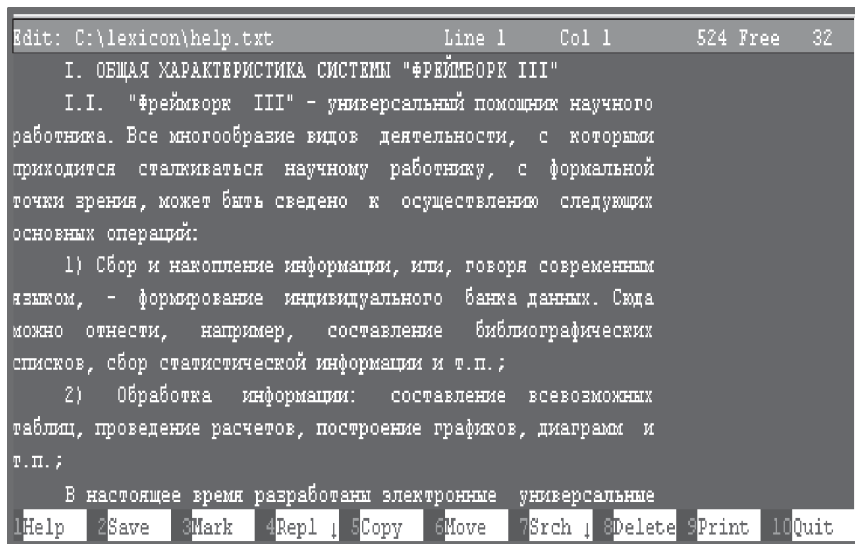 Edit: C:\lexicon\help.txt Line 1 Col 1 524 Free 32
I. ОБЩАЯ ХАРАКТЕРИСТИКА СИСТЕМЫ "ФРЕЙМВОРК III"
I.I. "Фреймворк III" - универсальный помощник научного
работника. Все многообразие видов деятельности, с которыми
приходится сталкиваться научному работнику, с формальной
точки зрения, может быть сведено к осуществлению следующих
основных операций:
1) Сбор и накопление информации, или, говоря современным
языком, - формирование индивидуального банка данных. Сюда
можно отнести, например, составление библиографических
списков, сбор статистической информации и т.п.;
2) Обработка информации: составление всевозможных
таблиц, проведение расчетов, построение графиков, диаграмм и
т.п.;
В настоящее время разработаны электронные универсальные
1Help 2Save 3Mark 4Repl ↓ 5Copy 6Move 7Srch ↓ 8Delete 9Print 10Quit